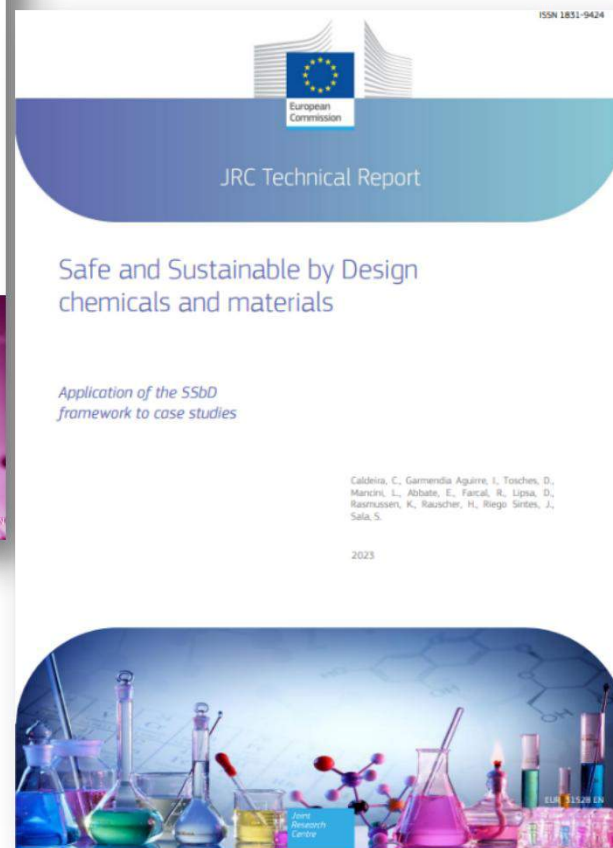 ISSN 1831-9424
European
Commission
JRC Technical Report
Safe and Sustainable by Design
chemicals and materials
Application of the SSbD
framework to case studies
Caldeira, C., Garmendia Aguirre, I., Tosches, D.,
Mancini, L., Abbate, E., Farcal, R., Lipsa, D.,
Rasmussen, K., Rauscher, H., Riego Sintes, J.,
Sala, S.
2023
EUR 31528 EN
Joint
Research
Centre